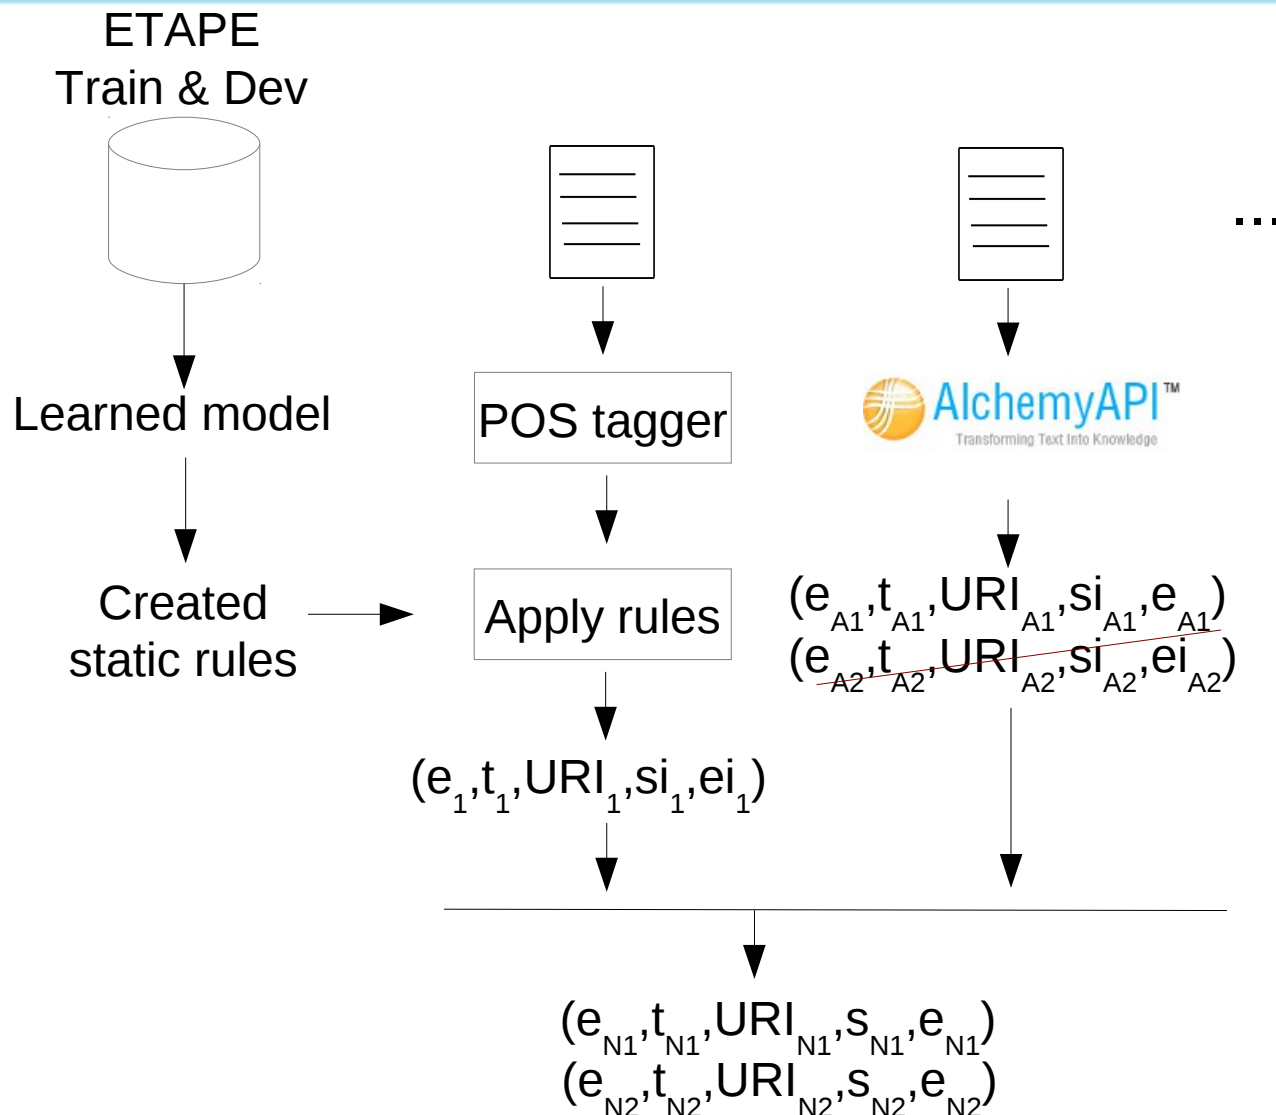 ETAPE
Train & Dev
Learned model
Created
static rules
POS tagger
Apply rules
(e1,t1,URI1,si1,ei1)
...
AlchemyAPI™
Transforming Text Into Knowledge
(eA1,tA1,URIA1,siA1,eA1)
(eA2,tA2,URIA2,siA2,eiA2)
(eN1,tN1,URIN1,sN1,eN1)
(eN2,tN2,URIN2,sN2,eN2)